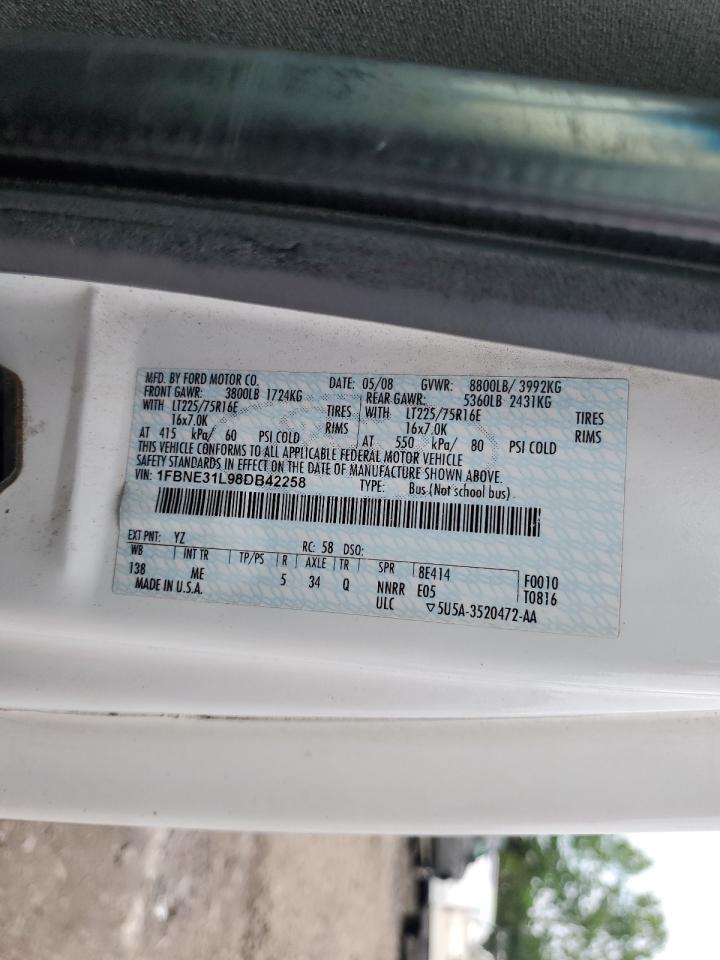 MFD. BY FORD MOTOR CO. DATE: 05/08 GVWR: 8800LB/ 3992KG
FRONT GAWR: 3800LB 1724KG REAR GAWR: 5360LB 2431KG
WITH LT225/75R16E TIRES WITH LT225/75R16E TIRES
16x7.0K RIMS 16x7.0K RIMS
AT 415 kPa/ 60 PSI COLD AT 550 kPa/ 80 PSI COLD
THIS VEHICLE CONFORMS TO ALL APPLICABLE FEDERAL MOTOR VEHICLE
SAFETY STANDARDS IN EFFECT ON THE DATE OF MANUFACTURE SHOWN ABOVE.
VIN: 1FBNE31L98DB42258 TYPE: Bus (Not school bus)
EXT PNT: YZ RC: 58 DSO:
WB INT TR TP/PS R AXLE TR SPR 8E414 F0010
138 ME 5 34 Q NNRR E05 T0816
MADE IN U.S.A. ULC ▽5U5A-3520472-AA